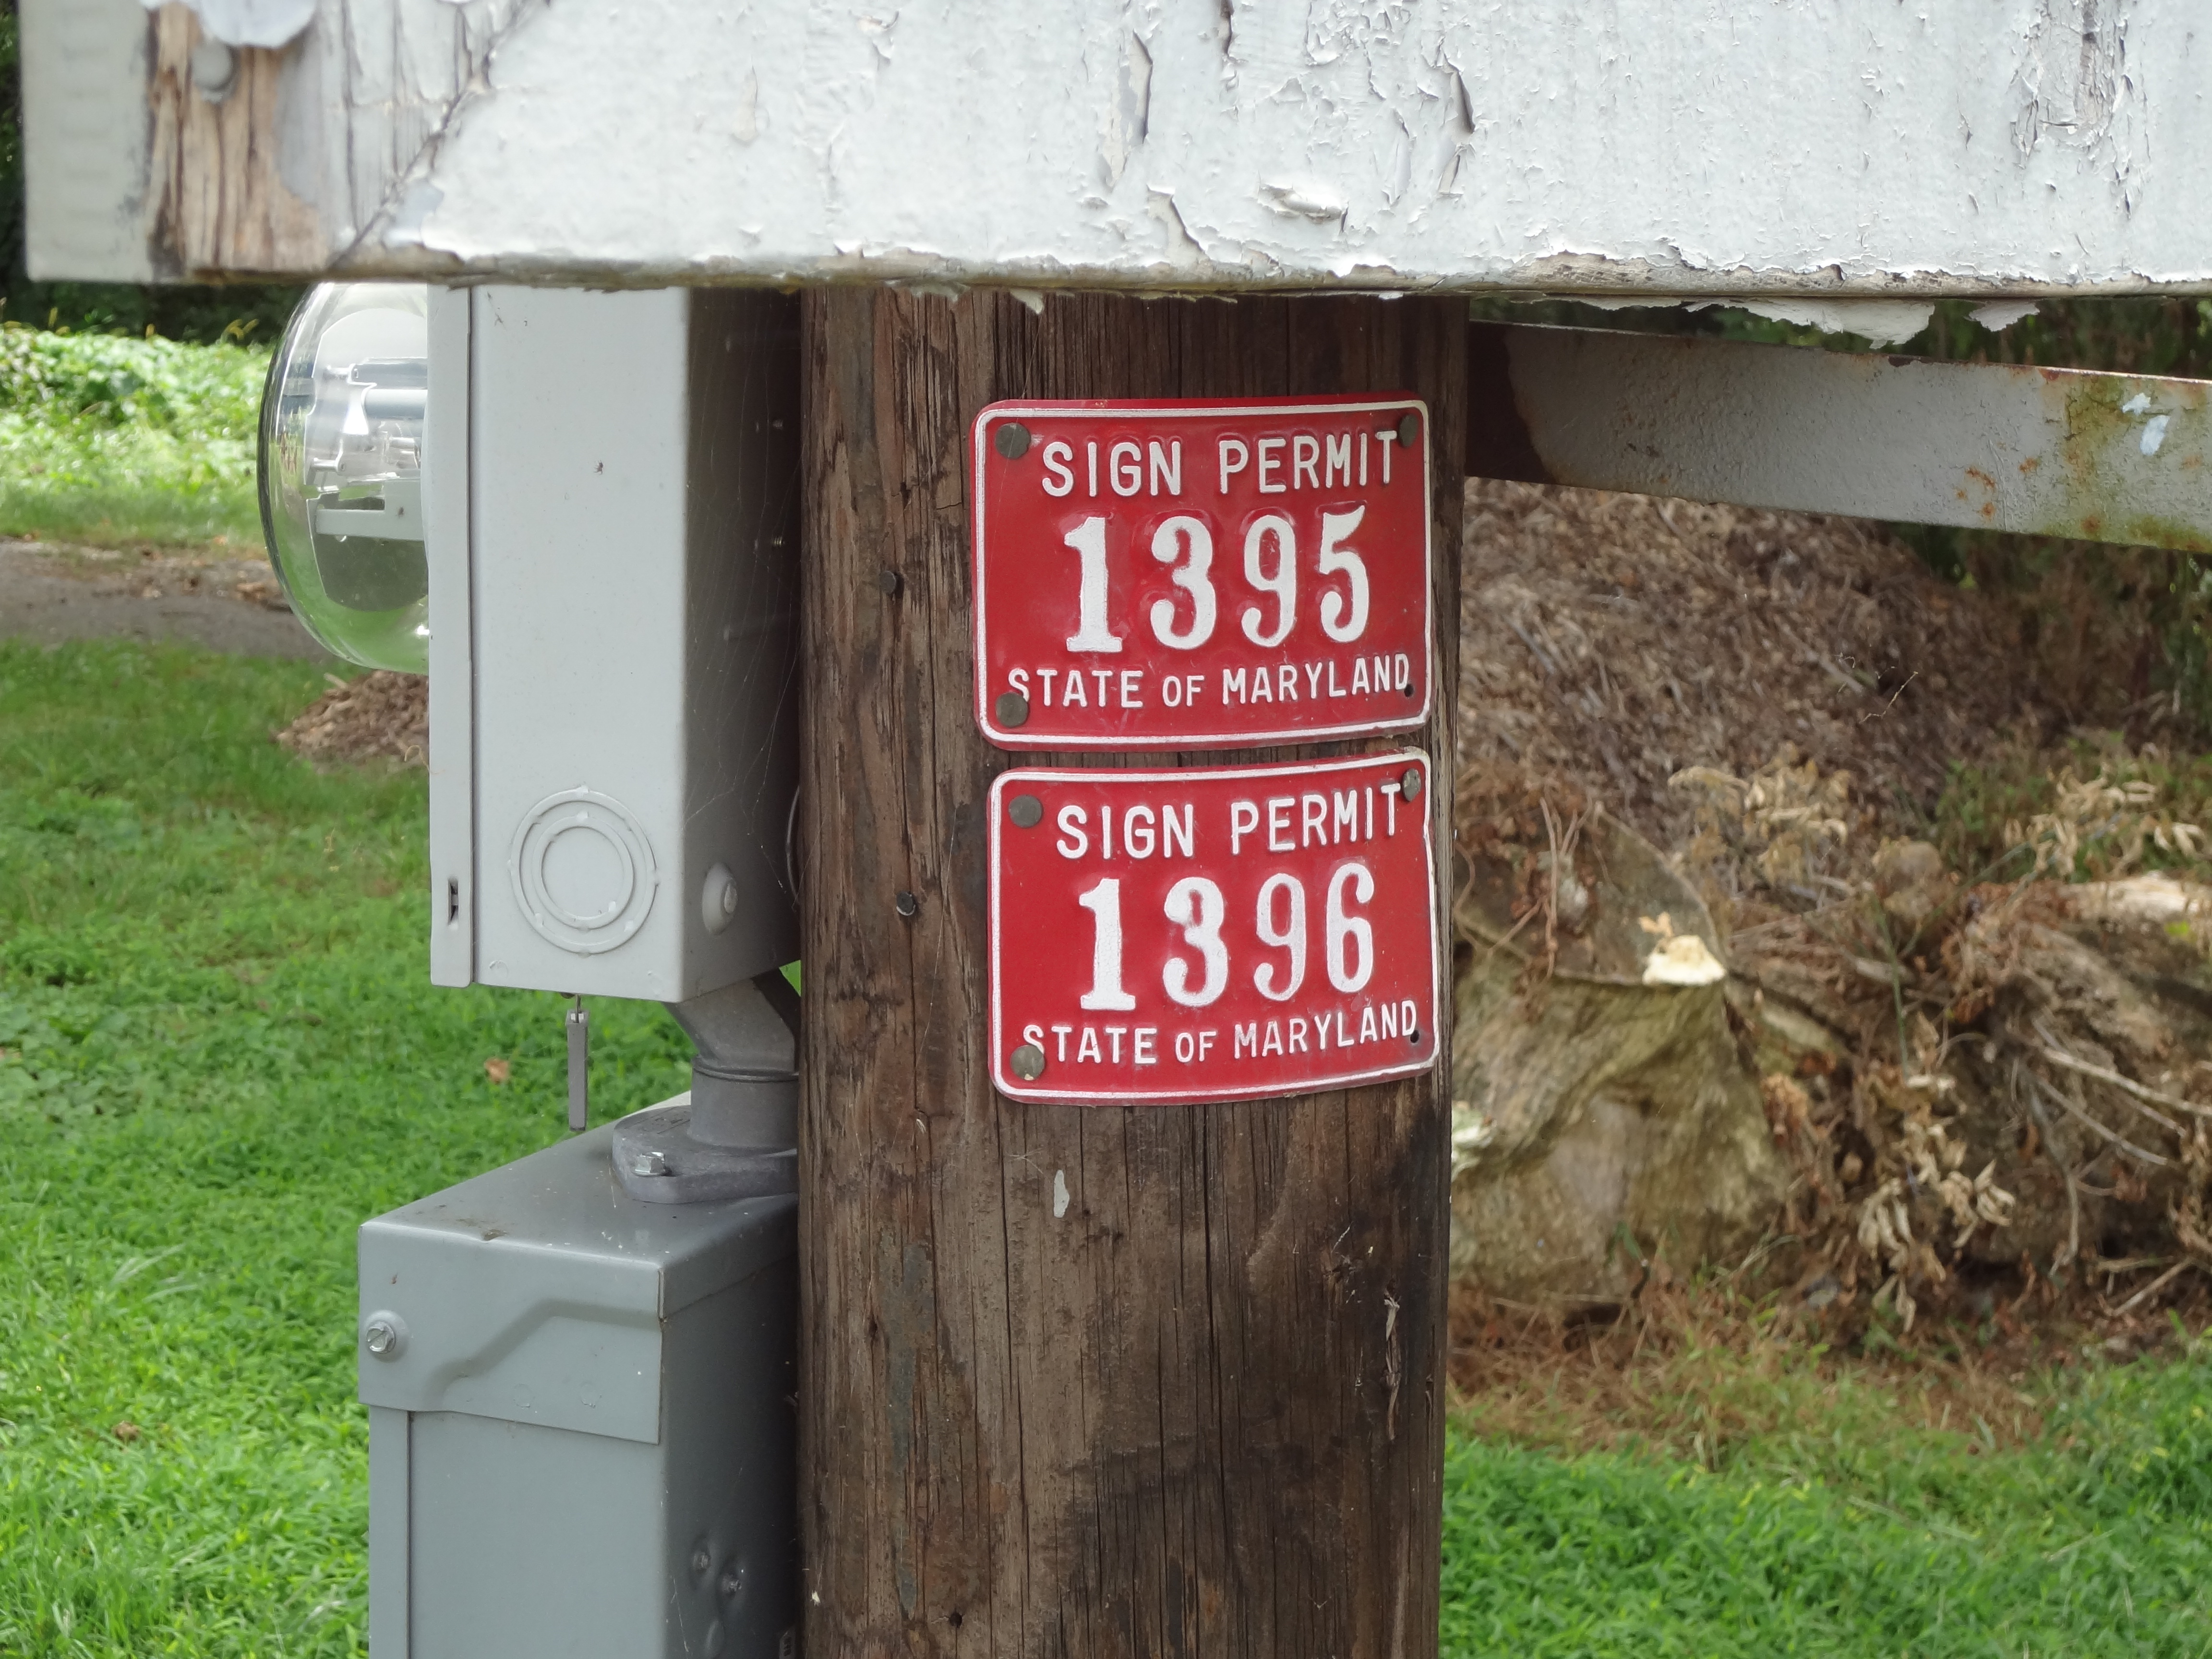 SIGN PERMIT
1395
STATE OF MARYLAND
SIGN PERMIT
1396
STATE OF MARYLAND